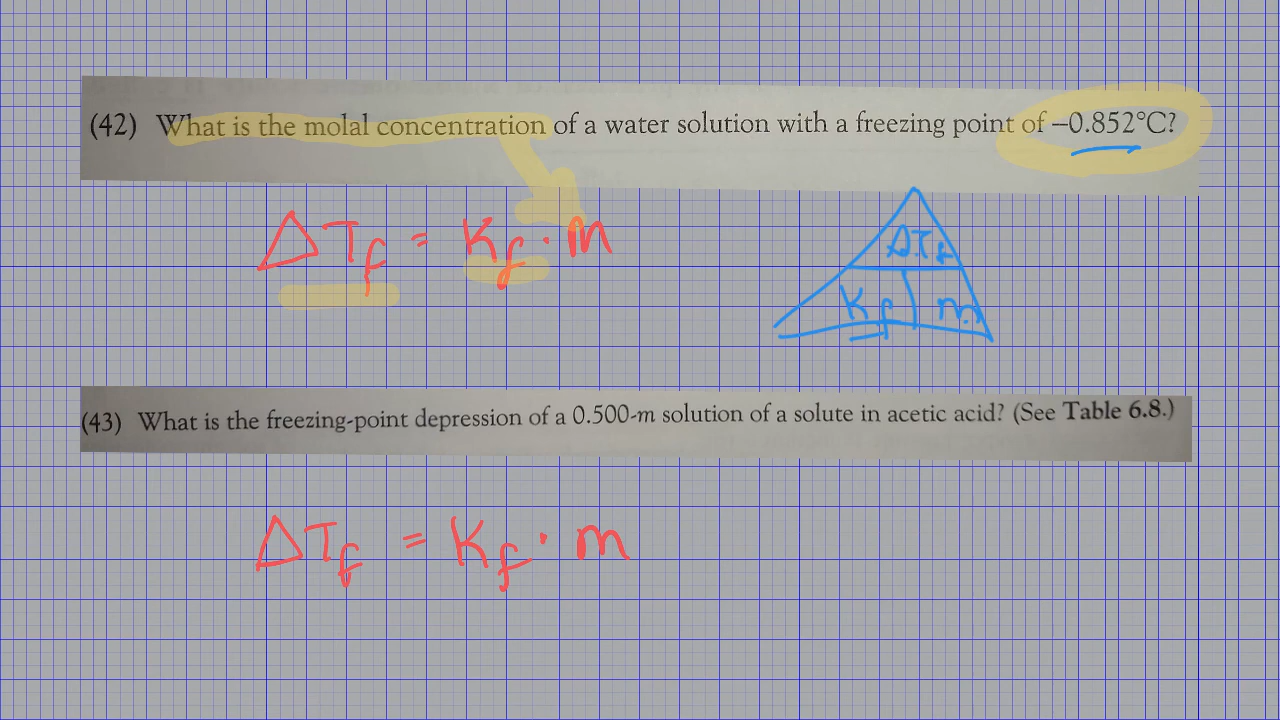 (42) What is the molal concentration of a water solution with a freezing point of −0.852°C?
ΔTf = Kf · m
ΔTf
Kf m
(43) What is the freezing-point depression of a 0.500-m solution of a solute in acetic acid? (See Table 6.8.)
ΔTf = Kf · m